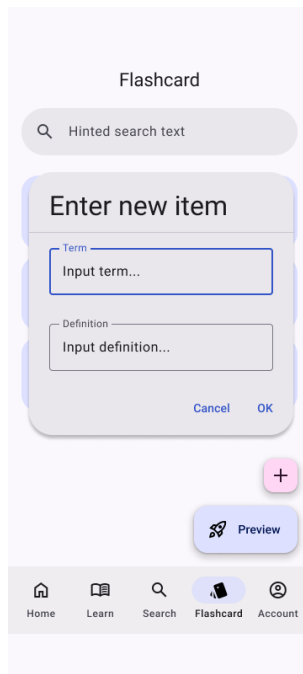 Flashcard
Hinted search text
Enter new item
Term
Input term...
Definition
Input definition...
Cancel OK
Preview
Home Learn Search Flashcard Account